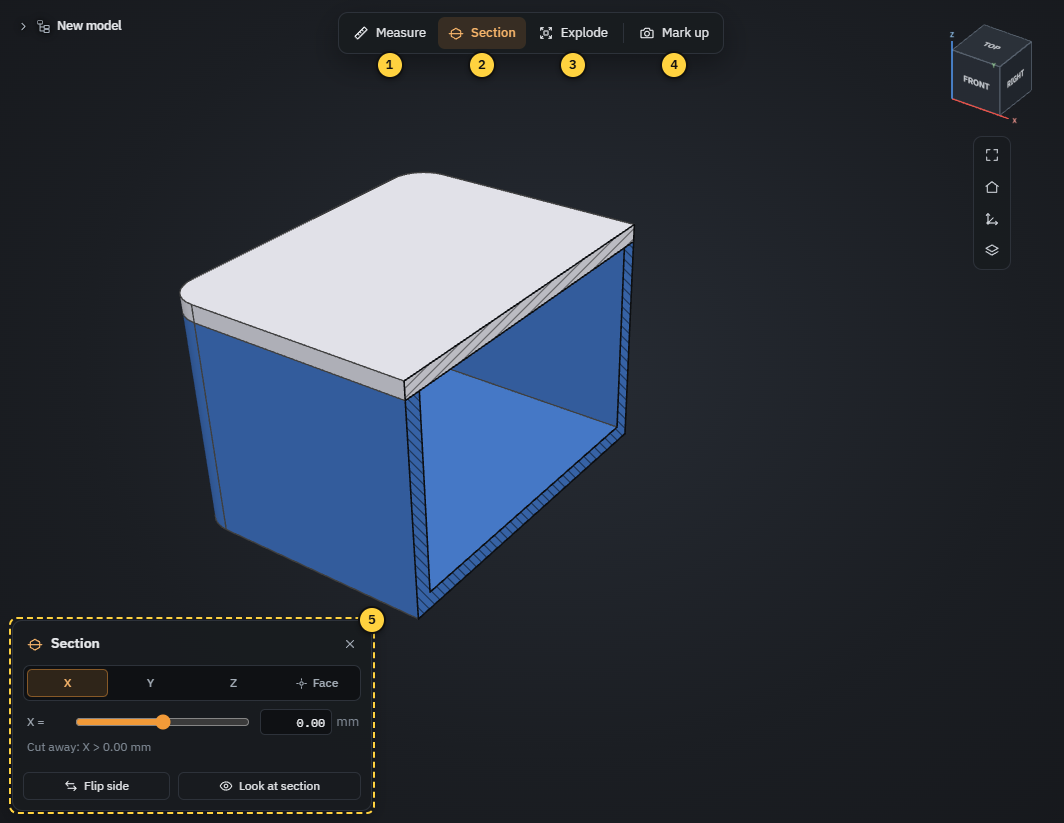 New model
Measure
Section
Explode
Mark up
1
2
3
4
Z
TOP
Y
FRONT
RIGHT
X
5
Section
X
Y
Z
Face
X =
0.00
mm
Cut away: X > 0.00 mm
Flip side
Look at section